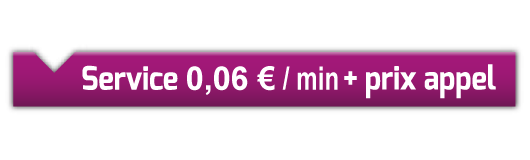 Service 0,06 € / min + prix appel